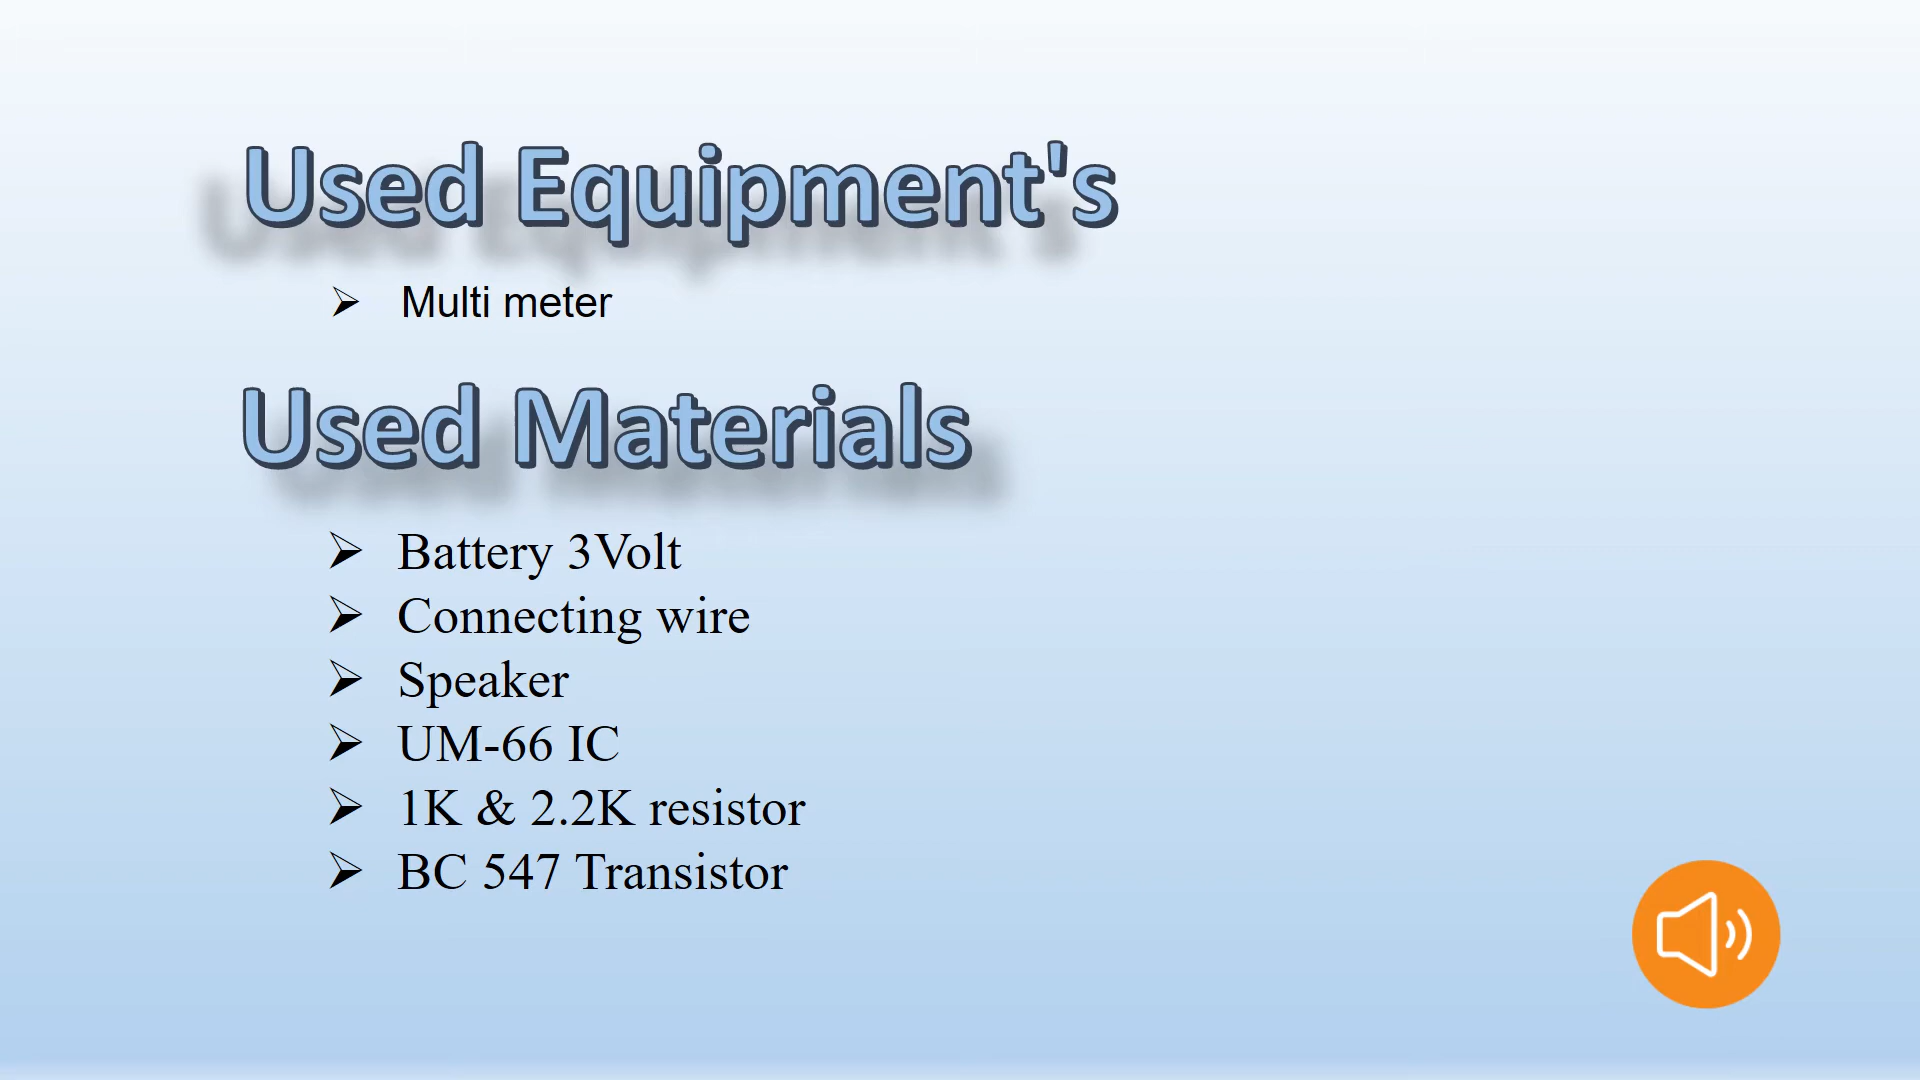 Used Equipment's
Multi meter
Used Materials
Battery 3Volt
Connecting wire
Speaker
UM-66 IC
1K & 2.2K resistor
BC 547 Transistor